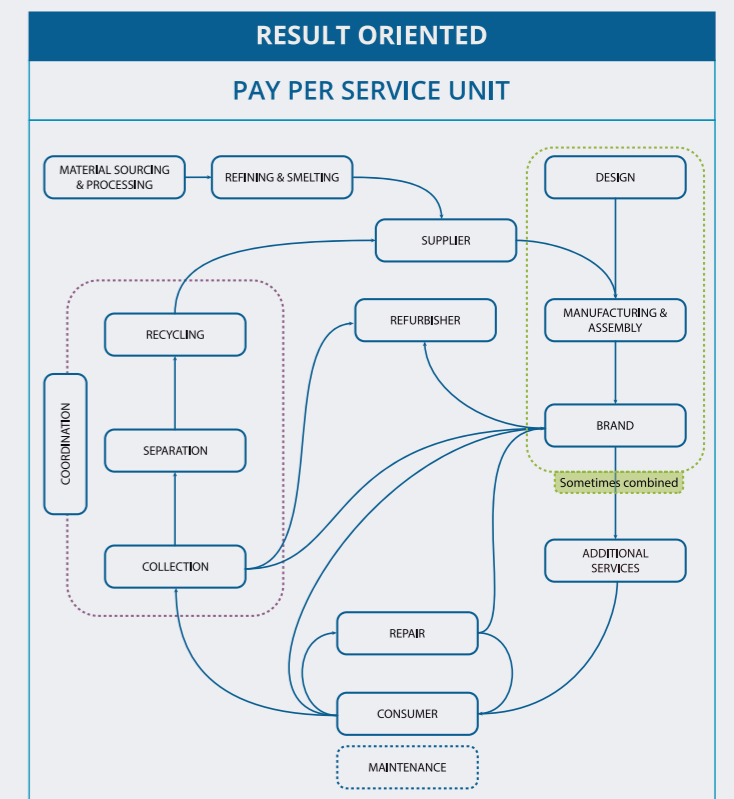 RESULT ORIENTED
PAY PER SERVICE UNIT
MATERIAL SOURCING
& PROCESSING
REFINING & SMELTING
DESIGN
SUPPLIER
RECYCLING
REFURBISHER
MANUFACTURING &
ASSEMBLY
COORDINATION
SEPARATION
BRAND
Sometimes combined
COLLECTION
ADDITIONAL
SERVICES
REPAIR
CONSUMER
MAINTENANCE